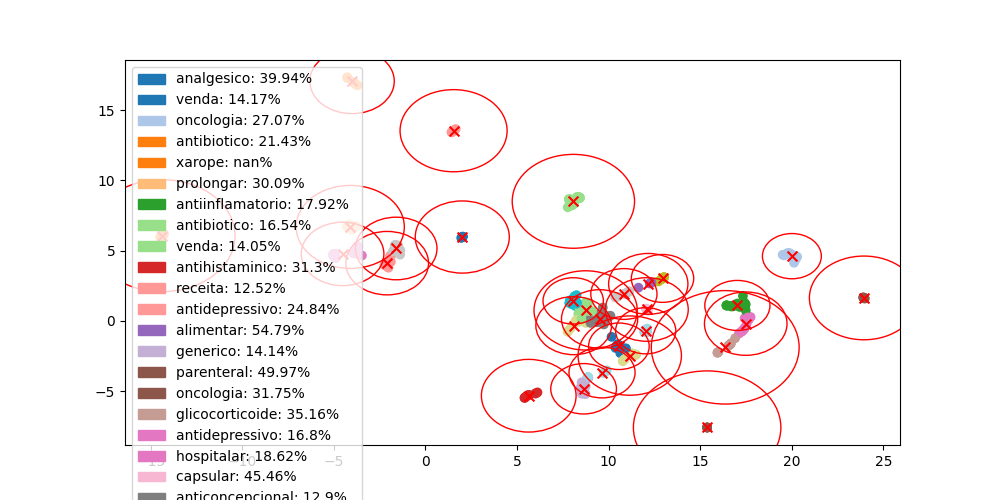 analgesico: 39.94%
venda: 14.17%
oncologia: 27.07%
antibiotico: 21.43%
xarope: nan%
prolongar: 30.09%
antiinflamatorio: 17.92%
antibiotico: 16.54%
venda: 14.05%
antihistaminico: 31.3%
receita: 12.52%
antidepressivo: 24.84%
alimentar: 54.79%
generico: 14.14%
parenteral: 49.97%
oncologia: 31.75%
glicocorticoide: 35.16%
antidepressivo: 16.8%
hospitalar: 18.62%
capsular: 45.46%
anticoncepcional: 12.9%
15
10
5
0
−5
−15 −10 −5 0 5 10 15 20 25